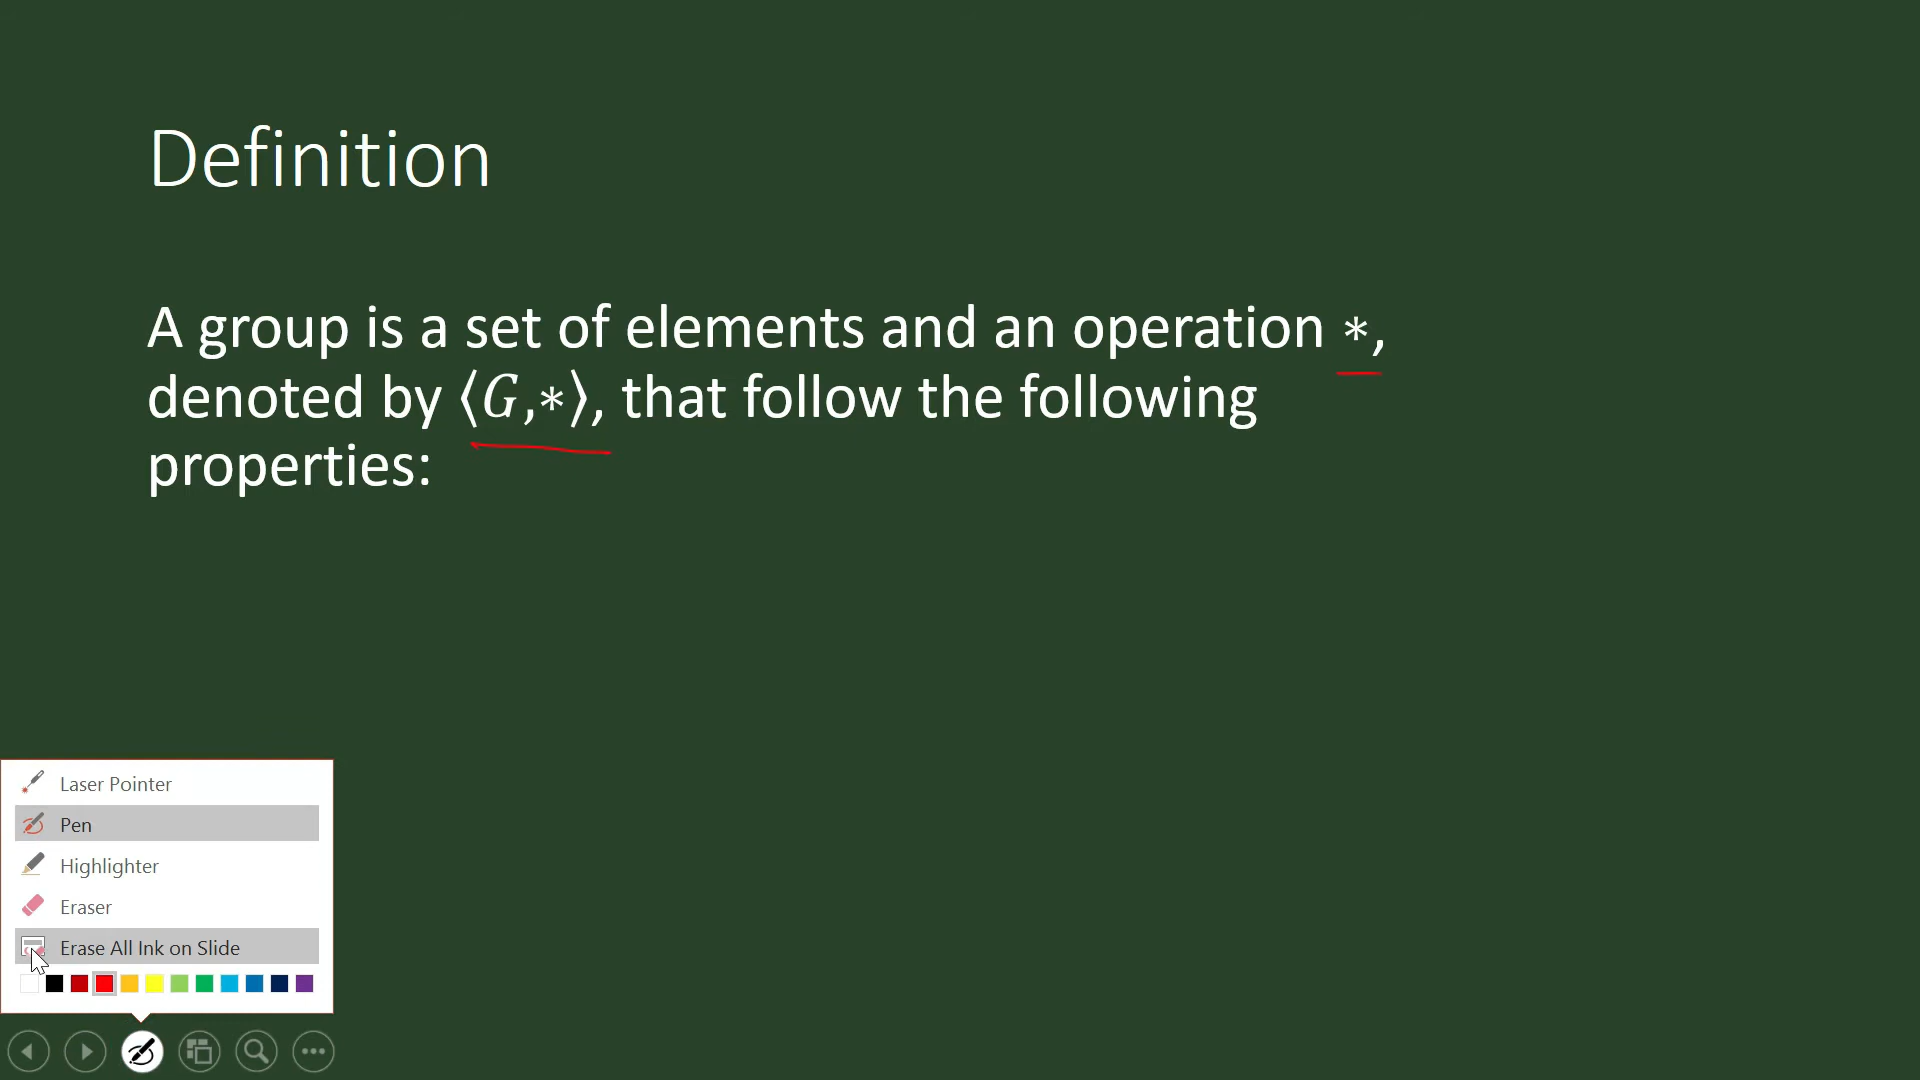 Definition
A group is a set of elements and an operation ∗,
denoted by ⟨𝐺,∗⟩, that follow the following
properties:
Laser Pointer
Pen
Highlighter
Eraser
Erase All Ink on Slide